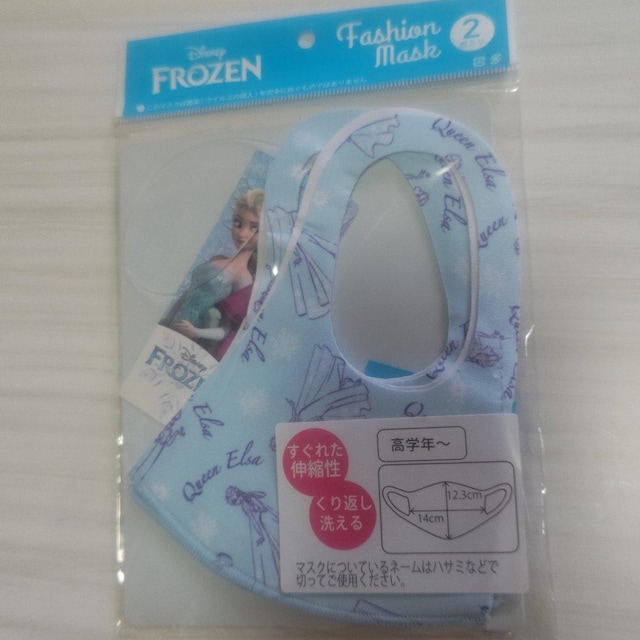 Disney
FROZEN
Fashion
Mask
2
Queen Elsa
Queen Elsa
Disney
FROZEN
Elsa
Queen Elsa
すぐれた
伸縮性
くり返し
洗える
高学年～
12.3cm
14cm
マスクについているネームはハサミなどで
切ってご使用ください。